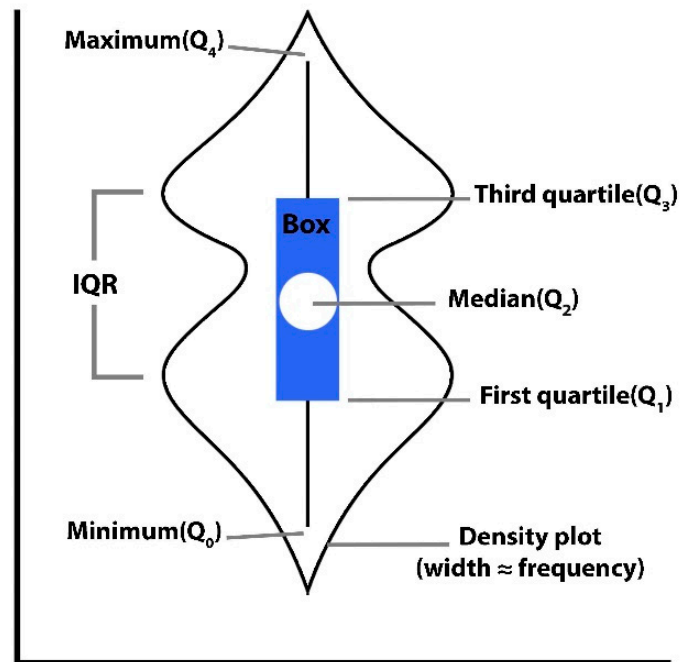 Maximum(Q₄)
Third quartile(Q₃)
Box
IQR
Median(Q₂)
First quartile(Q₁)
Minimum(Q₀)
Density plot
(width ≈ frequency)